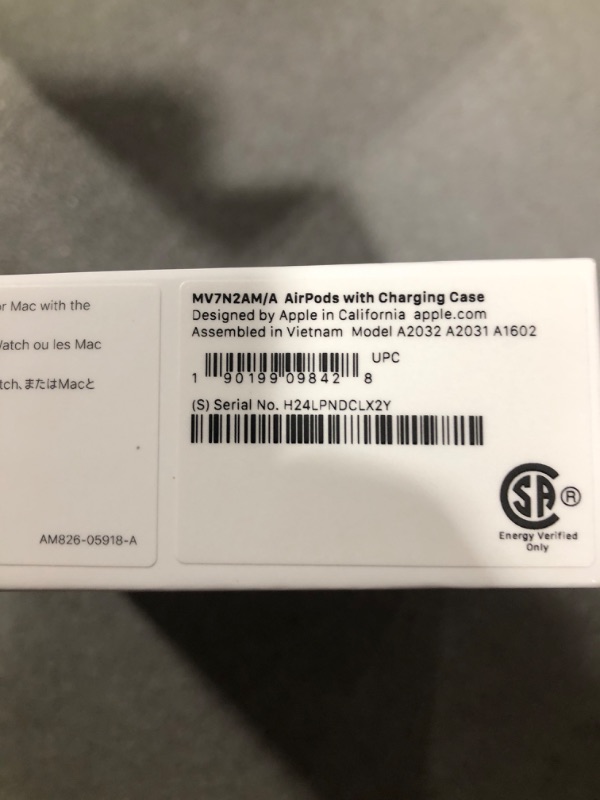 r Mac with the
Watch ou les Mac
tch、またはMacと
AM826-05918-A
MV7N2AM/A AirPods with Charging Case
Designed by Apple in California apple.com
Assembled in Vietnam Model A2032 A2031 A1602
UPC
1 90199 09842 8
(S) Serial No. H24LPNDCLX2Y
SA ®
Energy Verified
Only